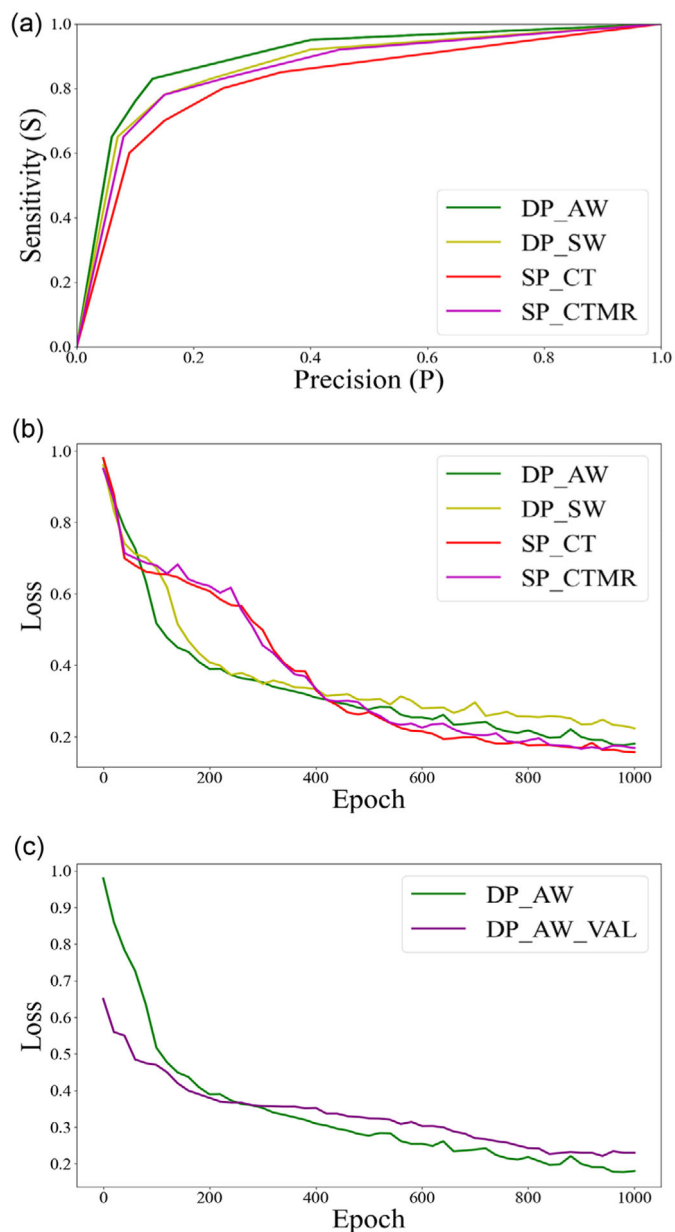 (a)
1.0
0.8
0.6
0.4
0.2
0.0
Sensitivity (S)
DP_AW
DP_SW
SP_CT
SP_CTMR
0.0 0.2 0.4 0.6 0.8 1.0
Precision (P)
(b)
1.0
0.8
0.6
0.4
0.2
Loss
DP_AW
DP_SW
SP_CT
SP_CTMR
0 200 400 600 800 1000
Epoch
(c)
1.0
0.9
0.8
0.7
0.6
0.5
0.4
0.3
0.2
Loss
DP_AW
DP_AW_VAL
0 200 400 600 800 1000
Epoch